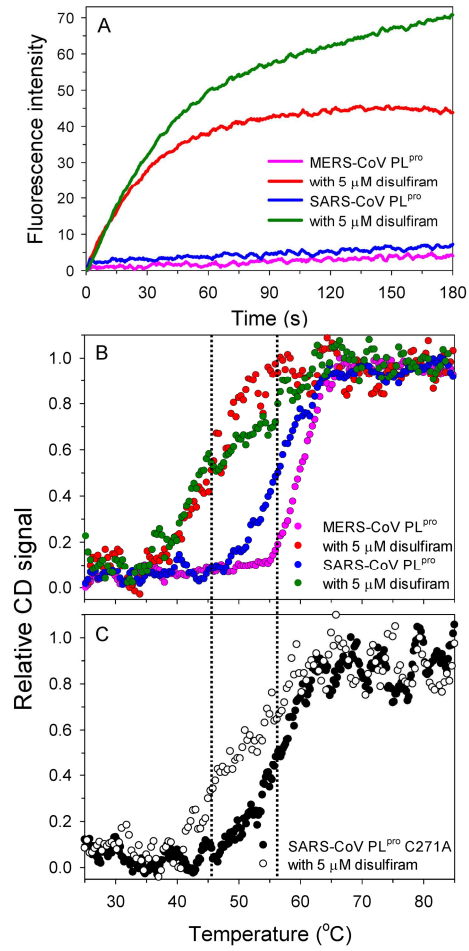 A
Fluorescence intensity
70
60
50
40
30
20
10
0
MERS-CoV PLpro
with 5 μM disulfiram
SARS-CoV PLpro
with 5 μM disulfiram
0 30 60 90 120 150 180
Time (s)
B
Relative CD signal
1.0
0.8
0.6
0.4
0.2
0.0
MERS-CoV PLpro
with 5 μM disulfiram
SARS-CoV PLpro
with 5 μM disulfiram
C
1.0
0.8
0.6
0.4
0.2
0.0
SARS-CoV PLpro C271A
with 5 μM disulfiram
30 40 50 60 70 80
Temperature (oC)